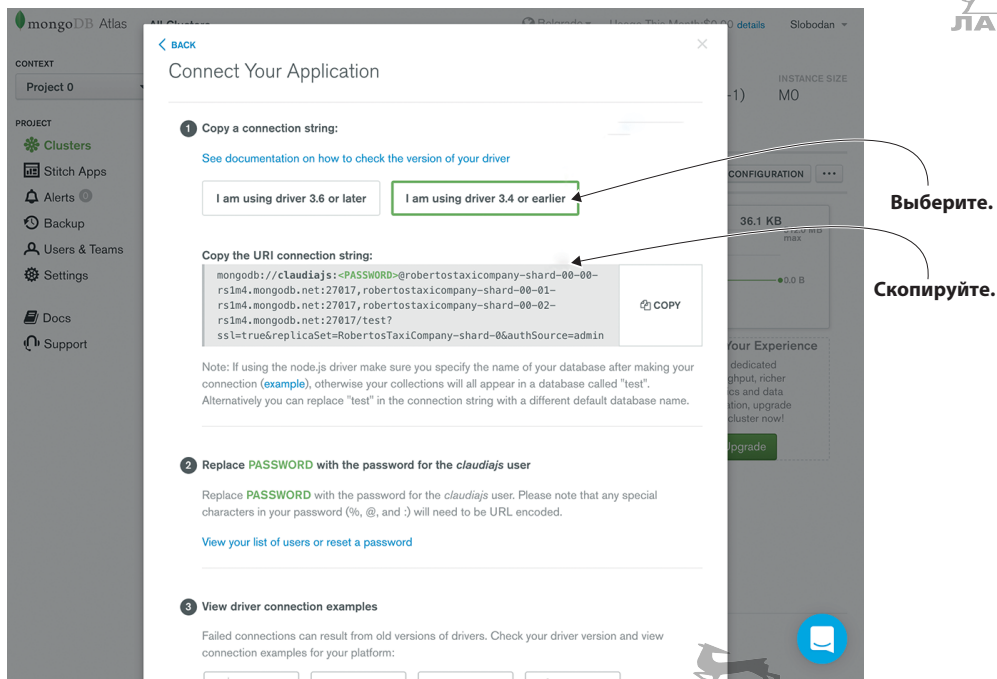 ЛА
mongoDB Atlas
All Clusters
Belgrade
Usage This Month:$0.00 details
Slobodan
CONTEXT
Project 0
PROJECT
Clusters
Stitch Apps
Alerts 0
Backup
Users & Teams
Settings
Docs
Support
BACK
Connect Your Application
1 Copy a connection string:
See documentation on how to check the version of your driver
I am using driver 3.6 or later
I am using driver 3.4 or earlier
Copy the URI connection string:
mongodb://claudiajs:<PASSWORD>@robertostaxicompany-shard-00-00-
rs1m4.mongodb.net:27017,robertostaxicompany-shard-00-01-
rs1m4.mongodb.net:27017,robertostaxicompany-shard-00-02-
rs1m4.mongodb.net:27017/test?
ssl=true&replicaSet=RobertosTaxiCompany-shard-0&authSource=admin
COPY
Note: If using the node.js driver make sure you specify the name of your database after making your
connection (example), otherwise your collections will all appear in a database called "test".
Alternatively you can replace "test" in the connection string with a different default database name.
2 Replace PASSWORD with the password for the claudiajs user
Replace PASSWORD with the password for the claudiajs user. Please note that any special
characters in your password (%, @, and :) will need to be URL encoded.
View your list of users or reset a password
3 View driver connection examples
Failed connections can result from old versions of drivers. Check your driver version and view
connection examples for your platform:
-1)
INSTANCE SIZE
M0
CONFIGURATION
...
36.1 KB
512.0 MB
max
0.0 B
Your Experience
dedicated
ghput, richer
cs and data
ation, upgrade
cluster now!
Upgrade
Выберите.
Скопируйте.